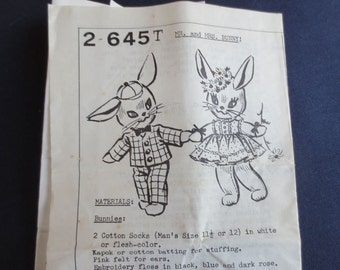 2-645T MR. and MRS. BUNNY:
MATERIALS:
Bunnies:
2 Cotton Socks (Man's Size 11½ or 12) in white
or flesh-color.
Kapok or cotton batting for stuffing.
Pink felt for ears.
Embroidery floss in black, blue and dark rose.